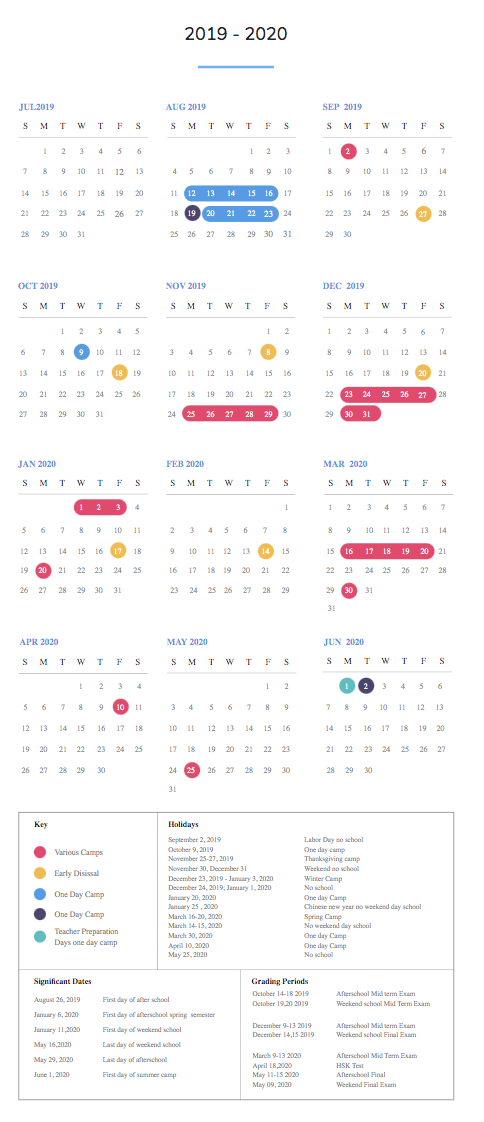 2019 - 2020
JUL2019
S M T W T F S
1 2 3 4 5 6
7 8 9 10 11 12 13
14 15 16 17 18 19 20
21 22 23 24 25 26 27
28 29 30 31
AUG 2019
S M T W T F S
1 2 3
4 5 6 7 8 9 10
11 12 13 14 15 16 17
18 19 20 21 22 23 24
25 26 27 28 29 30 31
SEP 2019
S M T W T F S
1 2 3 4 5 6 7
8 9 10 11 12 13 14
15 16 17 18 19 20 21
22 23 24 25 26 27 28
29 30
OCT 2019
S M T W T F S
1 2 3 4 5
6 7 8 9 10 11 12
13 14 15 16 17 18 19
20 21 22 23 24 25 26
27 28 29 30 31
NOV 2019
S M T W T F S
1 2
3 4 5 6 7 8 9
10 11 12 13 14 15 16
17 18 19 20 21 22 23
24 25 26 27 28 29 30
DEC 2019
S M T W T F S
1 2 3 4 5 6 7
8 9 10 11 12 13 14
15 16 17 18 19 20 21
22 23 24 25 26 27 28
29 30 31
JAN 2020
S M T W T F S
1 2 3 4
5 6 7 8 9 10 11
12 13 14 15 16 17 18
19 20 21 22 23 24 25
26 27 28 29 30 31
FEB 2020
S M T W T F S
1
2 3 4 5 6 7 8
9 10 11 12 13 14 15
16 17 18 19 20 21 22
23 24 25 26 27 28 29
MAR 2020
S M T W T F S
1 2 3 4 5 6 7
8 9 10 11 12 13 14
15 16 17 18 19 20 21
22 23 24 25 26 27 28
29 30 31
31
APR 2020
S M T W T F S
1 2 3 4
5 6 7 8 9 10 11
12 13 14 15 16 17 18
19 20 21 22 23 24 25
26 27 28 29 30
MAY 2020
S M T W T F S
1 2
3 4 5 6 7 8 9
10 11 12 13 14 15 16
17 18 19 20 21 22 23
24 25 26 27 28 29 30
31
JUN 2020
S M T W T F S
1 2 3 4 5 6
7 8 9 10 11 12 13
14 15 16 17 18 19 20
21 22 23 24 25 26 27
28 29 30
Key
Various Camps
Early Disissal
One Day Camp
One Day Camp
Teacher Preparation
Days one day camp
Holidays
September 2, 2019 Labor Day no school
October 9, 2019 One day camp
November 25-27, 2019 Thanksgiving camp
November 30, December 31 Weekend no school
December 23, 2019 - January 3, 2020 Winter Camp
December 24, 2019; January 1, 2020 No school
January 20, 2020 One day Camp
January 25 , 2020 Chinese new year no weekend day school
March 16-20, 2020 Spring Camp
March 14-15, 2020 No weekend day school
March 30, 2020 One day Camp
April 10, 2020 One day Camp
May 25, 2020 No school
Significant Dates
August 26, 2019 First day of after school
January 6, 2020 First day of afterschool spring semester
January 11,2020 First day of weekend school
May 16,2020 Last day of weekend school
May 29, 2020 Last day of afterschool
June 1, 2020 First day of summer camp
Grading Periods
October 14-18 2019 Afterschool Mid term Exam
October 19,20 2019 Weekend school Mid Term Exam
December 9-13 2019 Afterschool Mid term Exam
December 14,15 2019 Weekend school Final Exam
March 9-13 2020 Afterschool Mid Term Exam
April 18,2020 HSK Test
May 11-15 2020 Afterschool Final
May 09, 2020 Weekend Final Exam